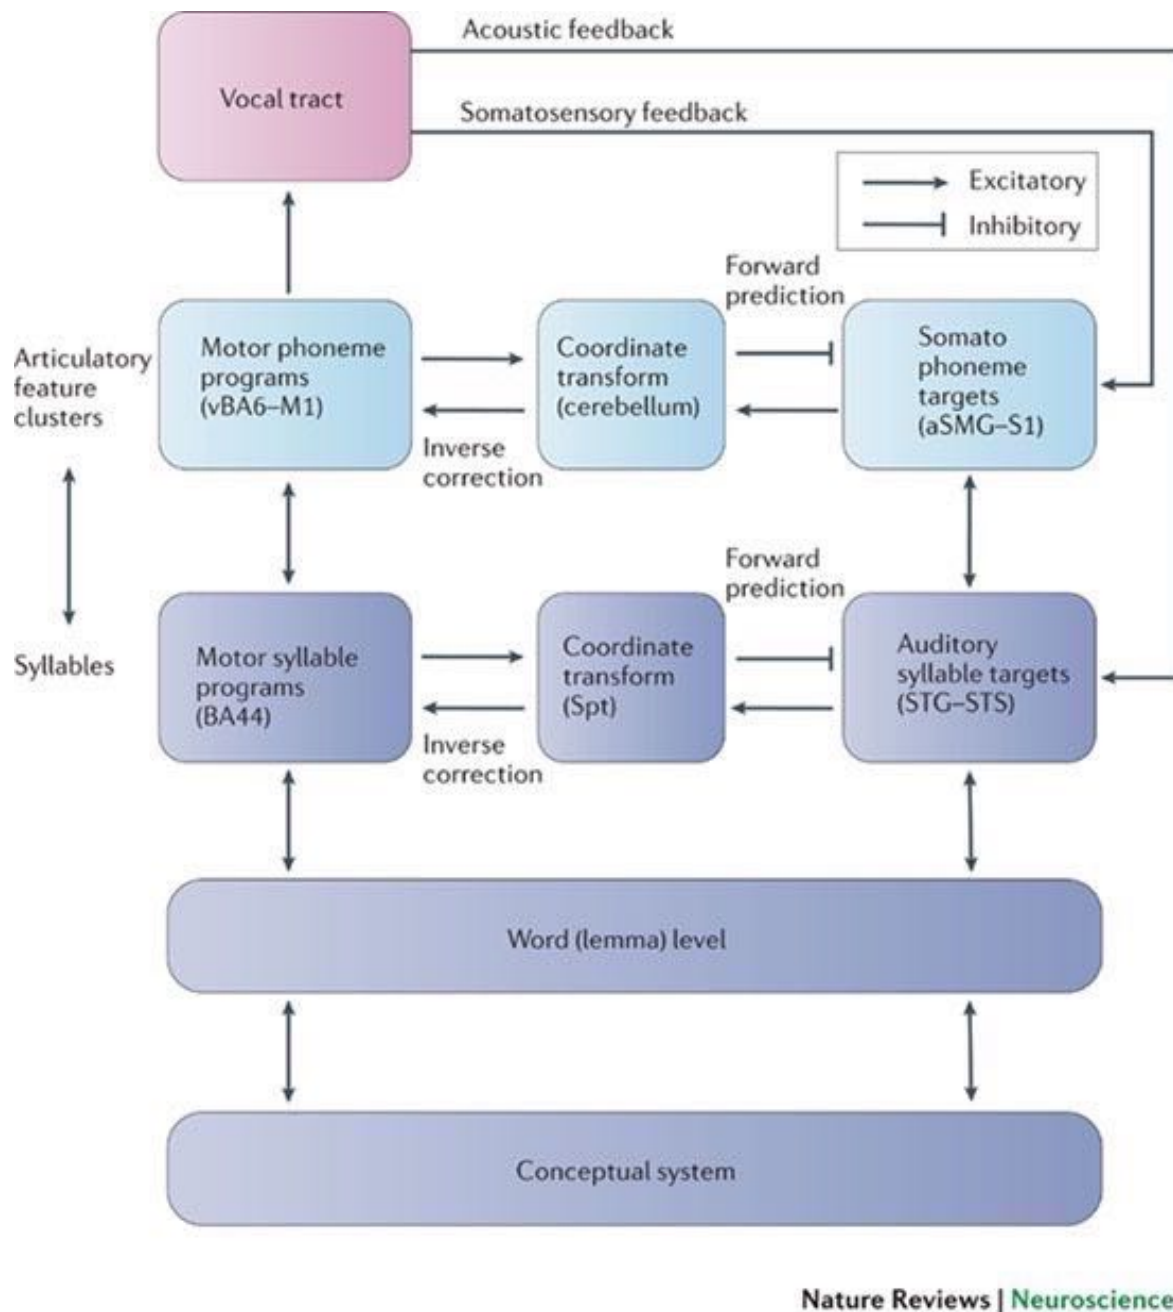 Acoustic feedback
Vocal tract
Somatosensory feedback
Excitatory
Inhibitory
Forward
prediction
Articulatory
feature
clusters
Motor phoneme
programs
(vBA6–M1)
Coordinate
transform
(cerebellum)
Somato
phoneme
targets
(aSMG–S1)
Inverse
correction
Forward
prediction
Syllables
Motor syllable
programs
(BA44)
Coordinate
transform
(Spt)
Auditory
syllable targets
(STG–STS)
Inverse
correction
Word (lemma) level
Conceptual system
Nature Reviews | Neuroscience